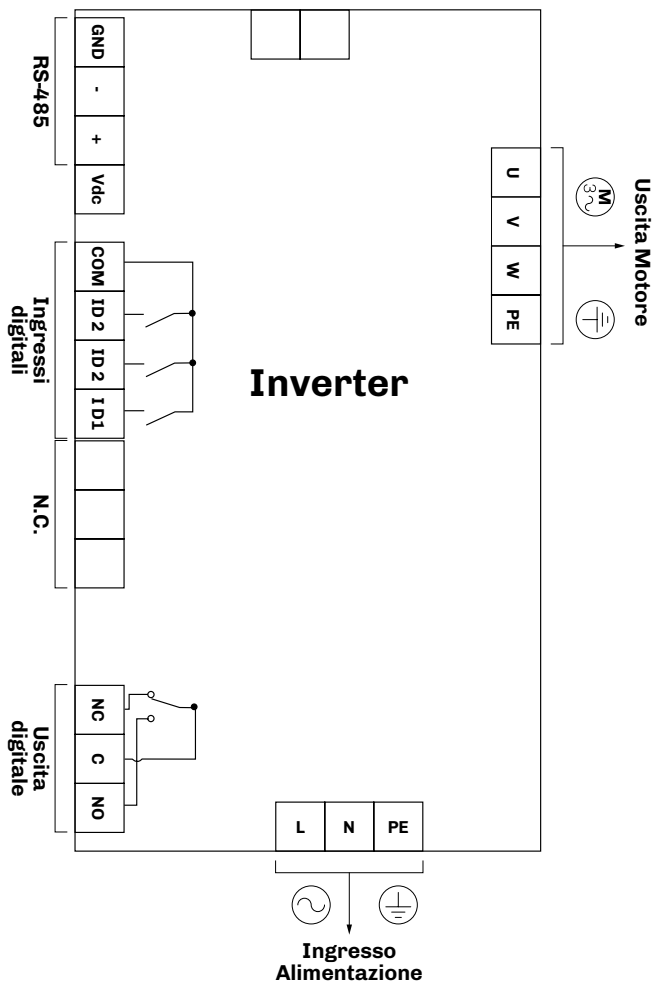 RS-485
GND
-
+
Vdc
Ingressi
digitali
COM
ID 2
ID 2
I D1
N.C.
Uscita
digitale
NC
C
NO
Inverter
U
V
W
PE
M
3
Uscita Motore
L
N
PE
Ingresso
Alimentazione